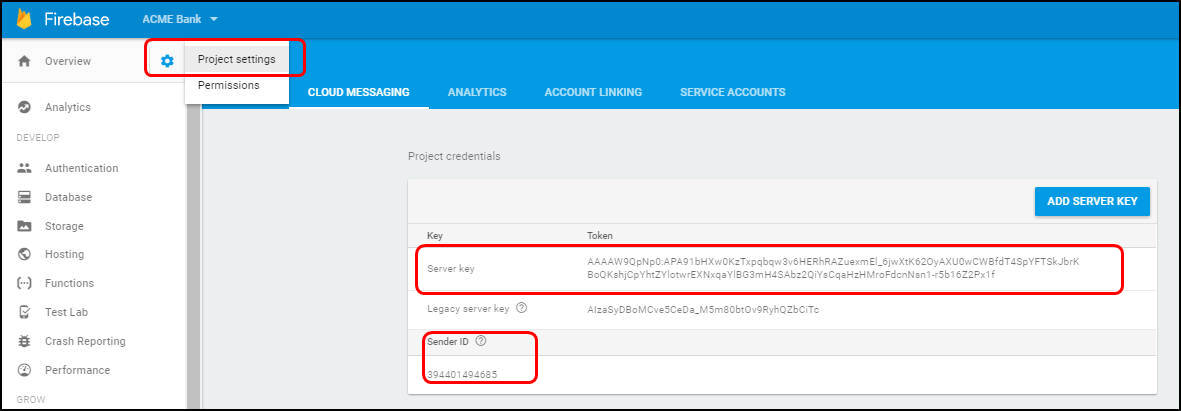 Firebase
ACME Bank
Overview
Project settings
Permissions
CLOUD MESSAGING
ANALYTICS
ACCOUNT LINKING
SERVICE ACCOUNTS
Analytics
DEVELOP
Authentication
Database
Storage
Hosting
Functions
Test Lab
Crash Reporting
Performance
GROW
Project credentials
ADD SERVER KEY
Key Token
Server key
AAAAW9QpNp0:APA91bHXw0KzTxpqbqw3v6HERhRAZuexmEl_6jwXtK62OyAXU0wCWBfdT4SpYFTSkJbrK
BoQKshjCpYhtZYlotwrEXNxqaYlBG3mH4SAbz2QiYsCqaHzHMroFdcnNsn1-r5b16Z2Px1f
Legacy server key ?
AIzaSyDBoMCve5CeDa_M5m80btOv9RyhQZbCiTc
Sender ID ?
394401494685